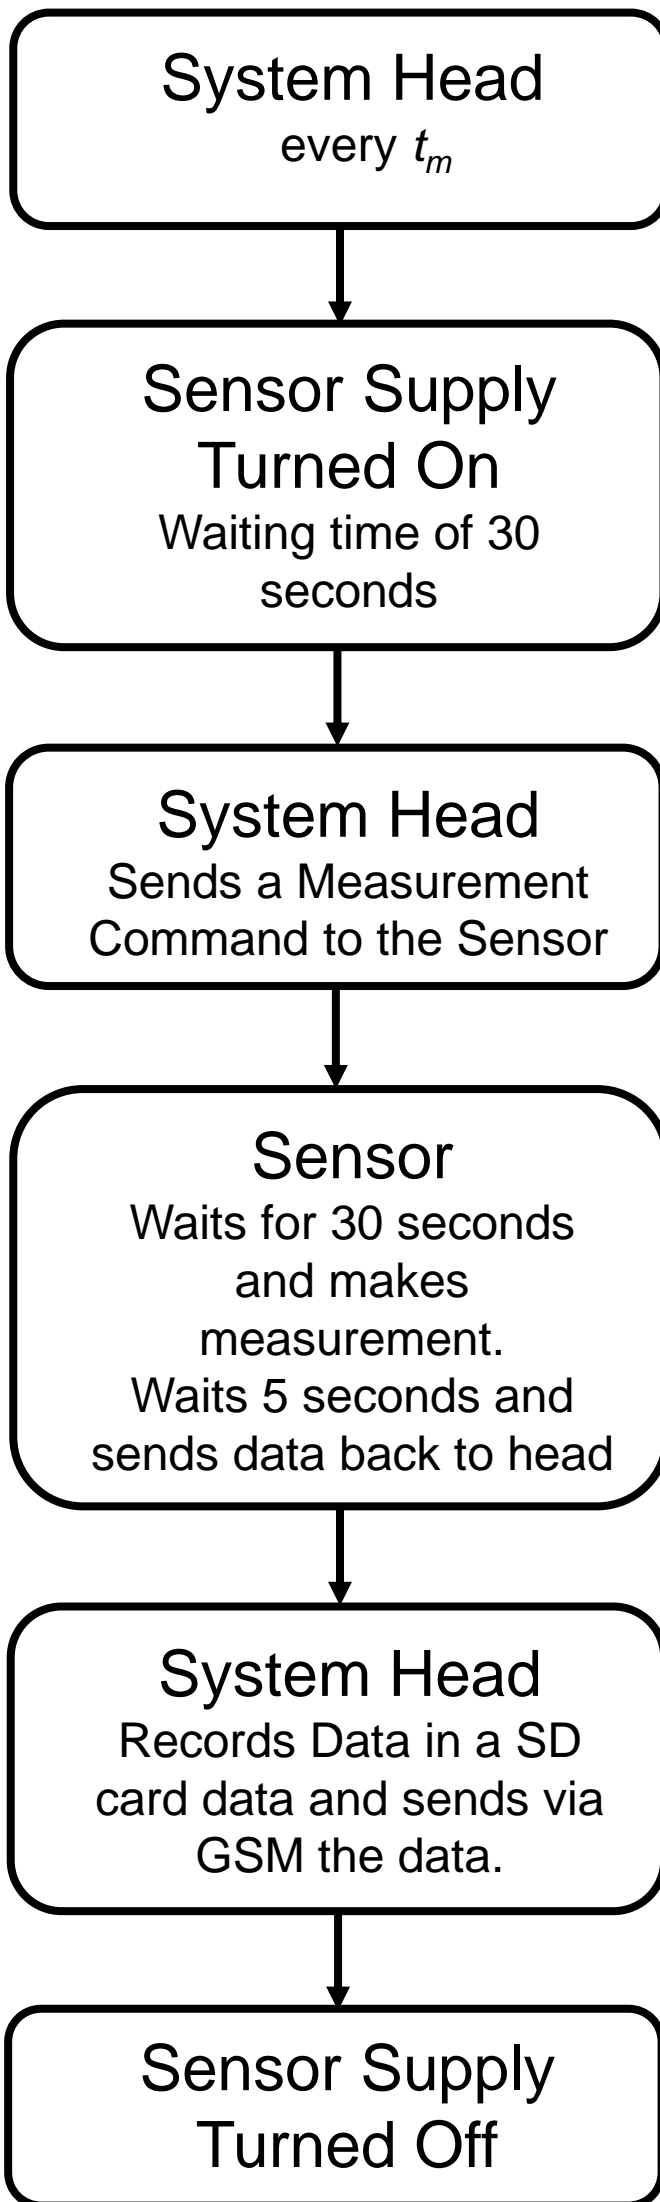 System Head
every tm
Sensor Supply
Turned On
Waiting time of 30
seconds
System Head
Sends a Measurement
Command to the Sensor
Sensor
Waits for 30 seconds
and makes
measurement.
Waits 5 seconds and
sends data back to head
System Head
Records Data in a SD
card data and sends via
GSM the data.
Sensor Supply
Turned Off